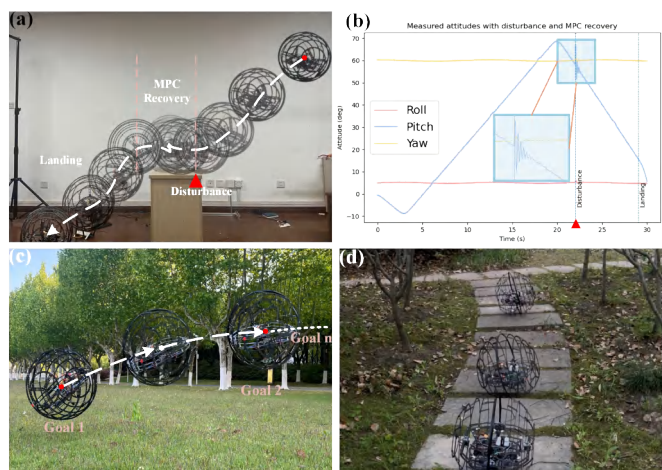 (a)
MPC
Recovery
Landing
Disturbance
(b)
Measured attitudes with disturbance and MPC recovery
Attitude (deg)
70
60
50
40
30
20
10
0
−10
Roll
Pitch
Yaw
Disturbance
Landing
0
5
10
15
20
25
30
Time (s)
(c)
Goal 1
Goal 2
Goal n
(d)